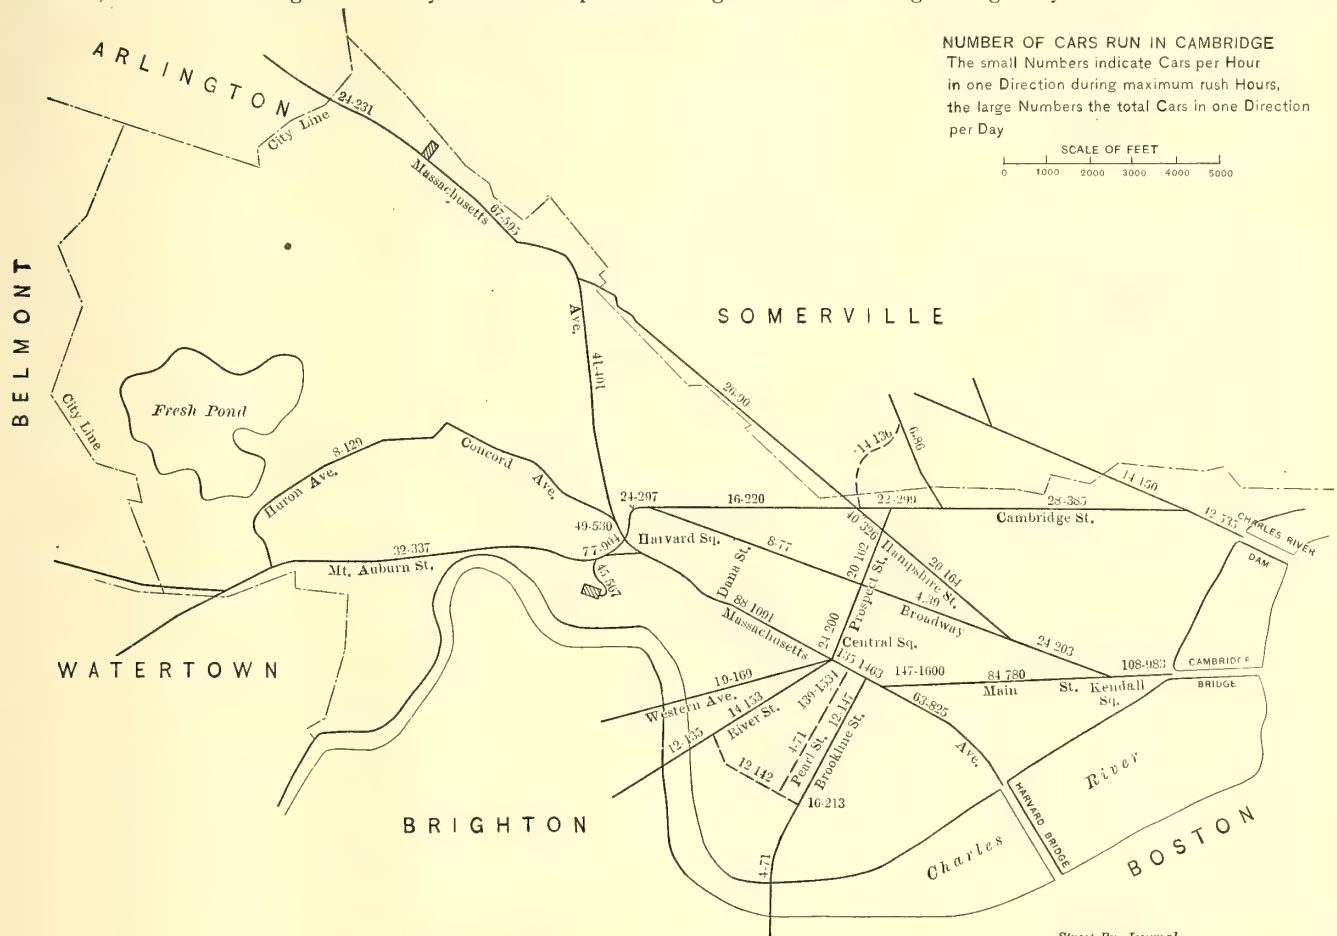 NUMBER OF CARS RUN IN CAMBRIDGE
The small Numbers indicate Cars per Hour
in one Direction during maximum rush Hours,
the large Numbers the total Cars in one Direction
per Day
SCALE OF FEET
0 1000 2000 3000 4000 5000
ARLINGTON
24-231
City Line
Massachusetts
67-595
Ave.
41-401
SOMERVILLE
BELMONT
City Line
Fresh Pond
8-129
Huron Ave.
Concord
Ave.
26-90
14 136
6-86
14 150
24-297
16-220
22-299
28-385
Cambridge St.
CHARLES RIVER
DAM
49-530
Harvard Sq.
77-904
45 567
32-337
Mt. Auburn St.
8-77
Dana St.
40 326
Hampshire St.
20 164
20 162
Prospect St.
4-39
Broadway
24 203
88 1091
Massachusetts
24 200
Central Sq.
135 1463
147-1600
84 780
Main St.
Kendall
Sq.
108-983
CAMBRIDGE
BRIDGE
WATERTOWN
19-169
Western Ave.
14 153
River St.
12-135
139-1534
12-147
4-71
Pearl St.
Brookline St.
12 142
16-213
4-71
63-825
Ave.
HARVARD BRIDGE
Charles
River
BRIGHTON
BOSTON